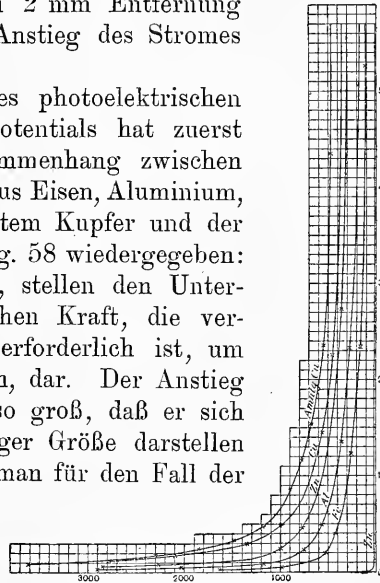 2 mm Entfernung
Anstieg des Stromes
es photoelektrischen
otentials hat zuerst
mmenhang zwischen
us Eisen, Aluminium,
tem Kupfer und der
g. 58 wiedergegeben:
, stellen den Unter-
hen Kraft, die ver-
erforderlich ist, um
n, dar. Der Anstieg
so groß, daß er sich
ger Größe darstellen
man für den Fall der
Cu
Zn
Al
Fe
3000 2000 1000